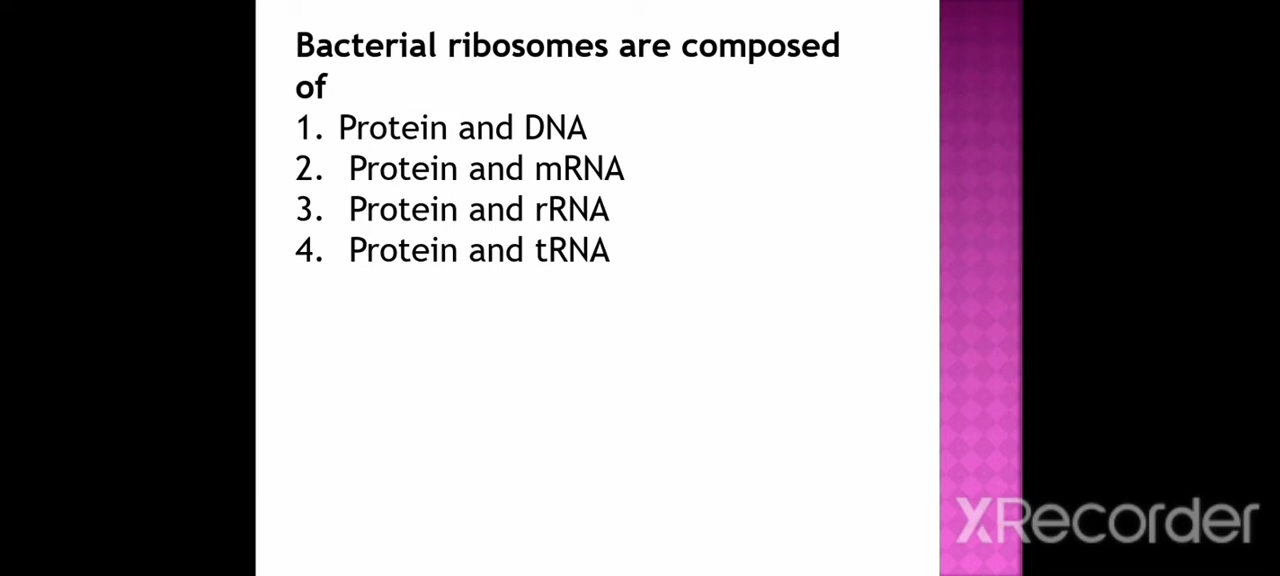 Bacterial ribosomes are composed
of
1. Protein and DNA
2. Protein and mRNA
3. Protein and rRNA
4. Protein and tRNA
XRecorder